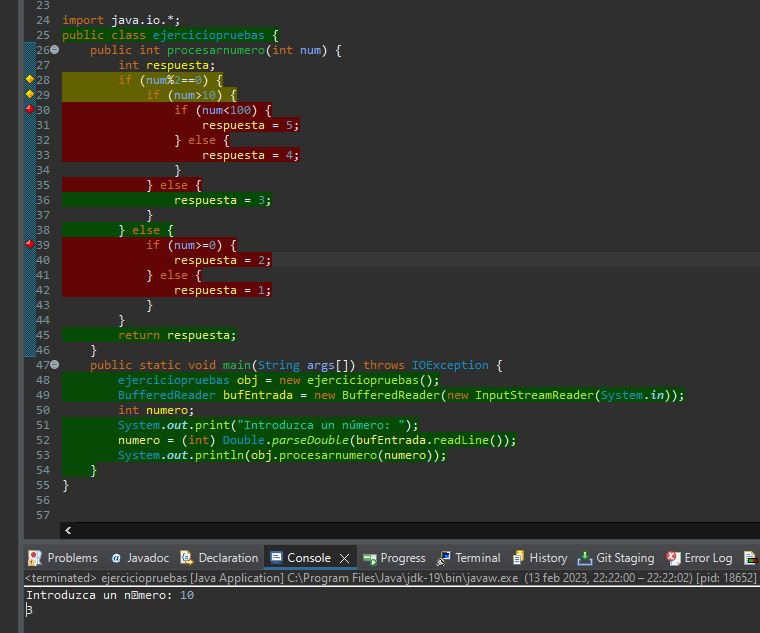 23
24 import java.io.*;
25 public class ejerciciopruebas {
26 public int procesarnumero(int num) {
27 int respuesta;
28 if (num%2==0) {
29 if (num>10) {
30 if (num<100) {
31 respuesta = 5;
32 } else {
33 respuesta = 4;
34 }
35 } else {
36 respuesta = 3;
37 }
38 } else {
39 if (num>=0) {
40 respuesta = 2;
41 } else {
42 respuesta = 1;
43 }
44 }
45 return respuesta;
46 }
47 public static void main(String args[]) throws IOException {
48 ejerciciopruebas obj = new ejerciciopruebas();
49 BufferedReader bufEntrada = new BufferedReader(new InputStreamReader(System.in));
50 int numero;
51 System.out.print("Introduzca un número: ");
52 numero = (int) Double.parseDouble(bufEntrada.readLine());
53 System.out.println(obj.procesarnumero(numero));
54 }
55 }
56
57
Problems Javadoc Declaration Console Progress Terminal History Git Staging Error Log
<terminated> ejerciciopruebas [Java Application] C:\Program Files\Java\jdk-19\bin\javaw.exe (13 feb 2023, 22:22:00 – 22:22:02) [pid: 18652]
Introduzca un n�mero: 10
3